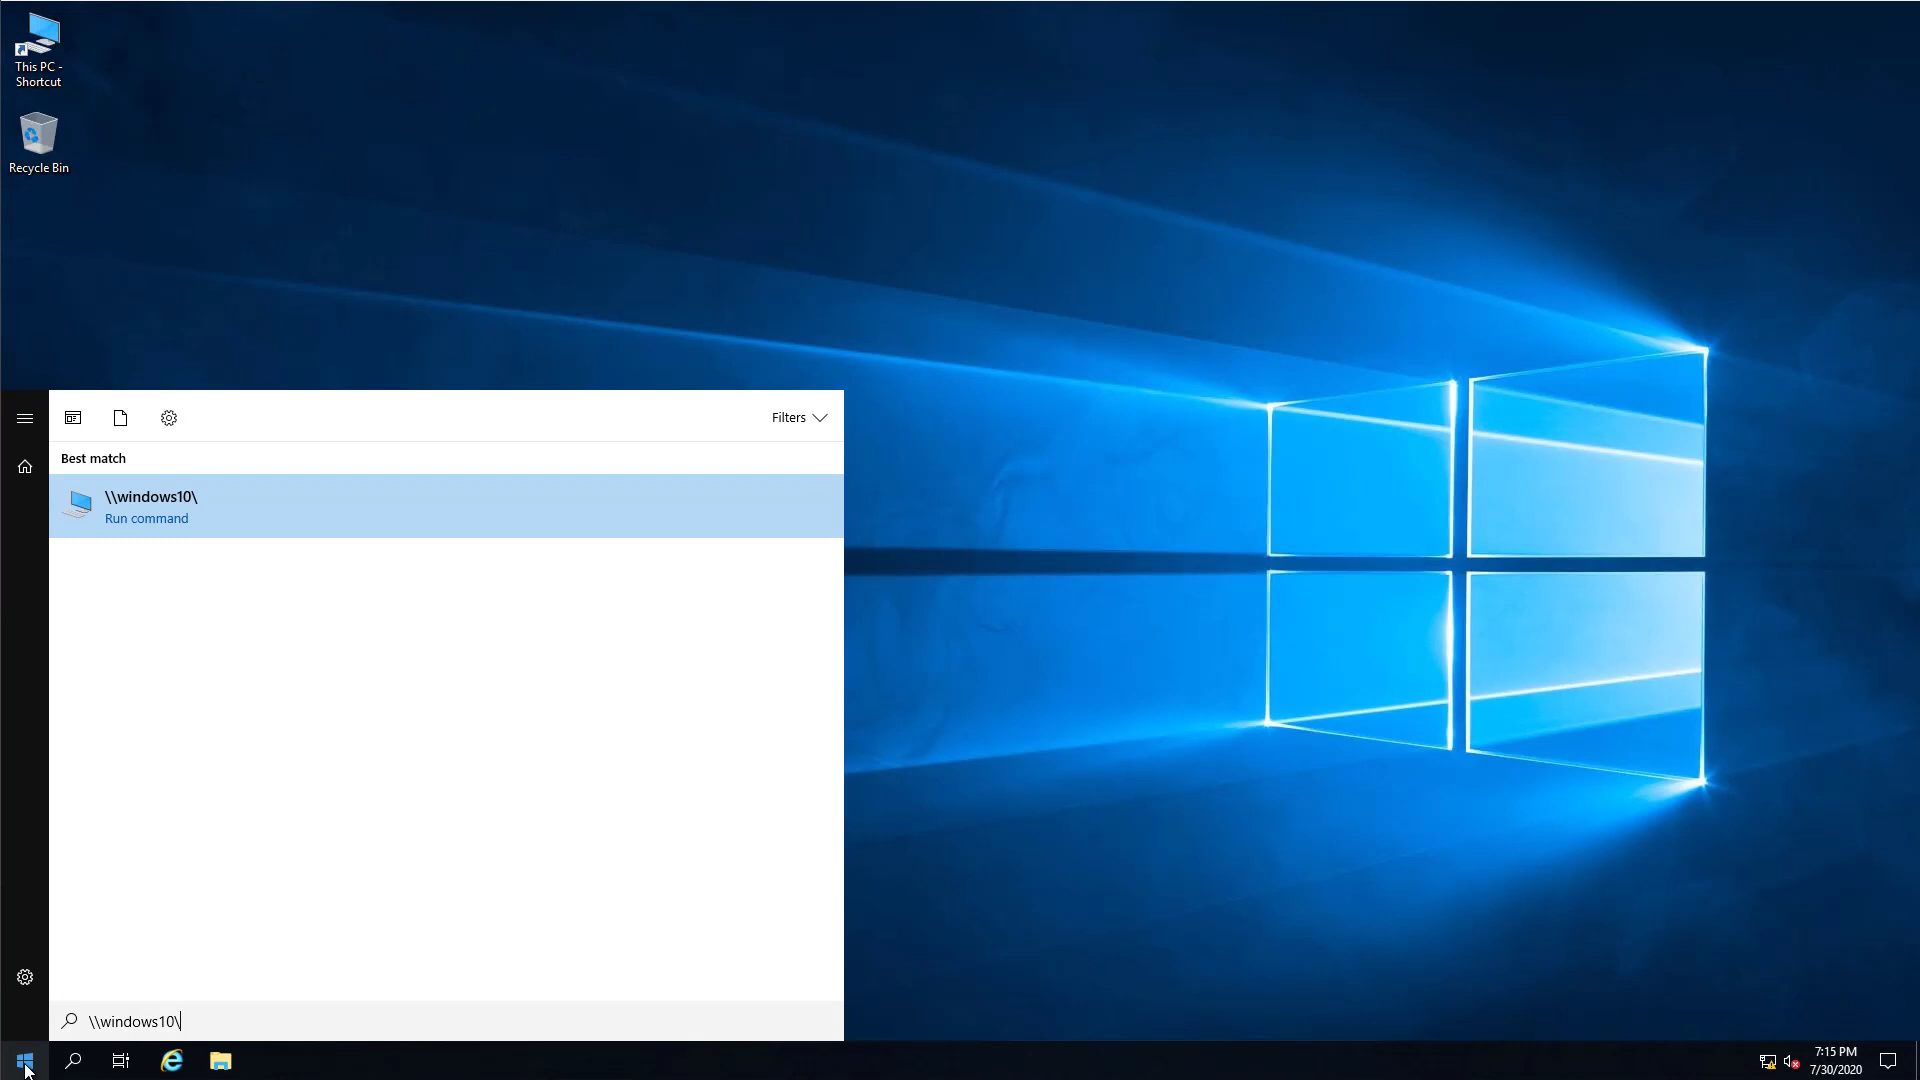 This PC -
Shortcut
Recycle Bin
Filters
Best match
\\windows10\
Run command
\\windows10\
7:15 PM
7/30/2020